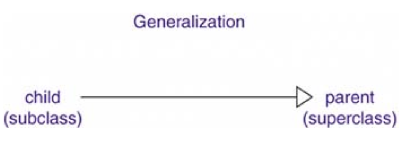 Generalization
child
(subclass)
parent
(superclass)